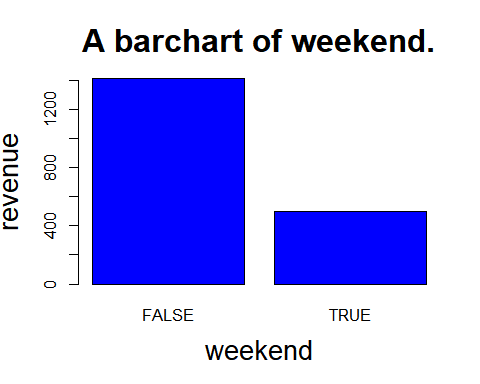 A barchart of weekend.
revenue
1200
800
400
0
FALSE TRUE
weekend